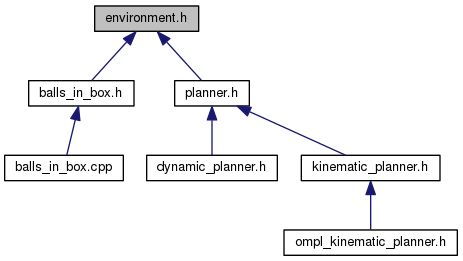 environment.h
balls_in_box.h
planner.h
balls_in_box.cpp
dynamic_planner.h
kinematic_planner.h
ompl_kinematic_planner.h